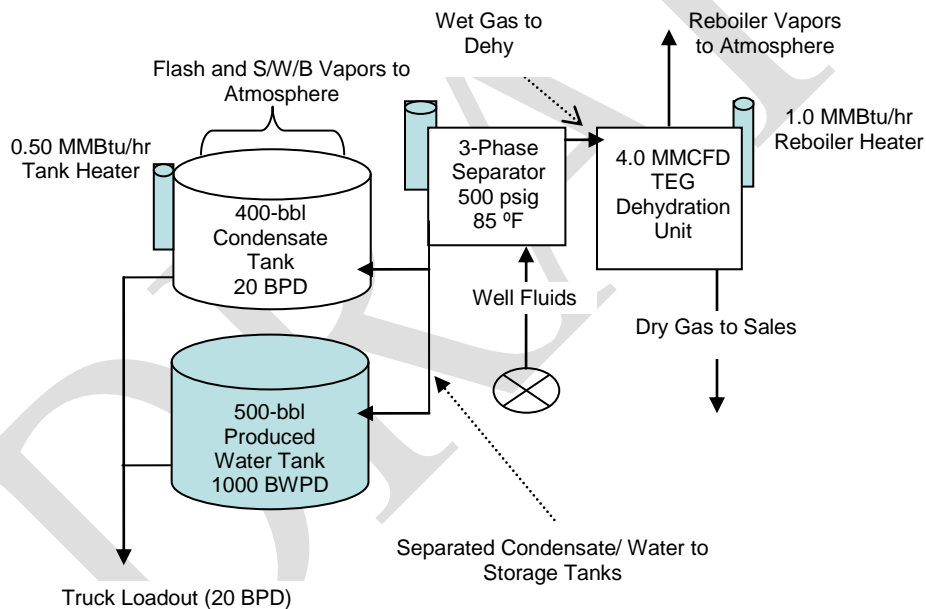 Wet Gas to
Dehy
Reboiler Vapors
to Atmosphere
Flash and S/W/B Vapors to
Atmosphere
0.50 MMBtu/hr
Tank Heater
1.0 MMBtu/hr
Reboiler Heater
3-Phase
Separator
500 psig
85 ºF
4.0 MMCFD
TEG
Dehydration
Unit
400-bbl
Condensate
Tank
20 BPD
Well Fluids
Dry Gas to Sales
500-bbl
Produced
Water Tank
1000 BWPD
Separated Condensate/ Water to
Storage Tanks
Truck Loadout (20 BPD)
DRAFT